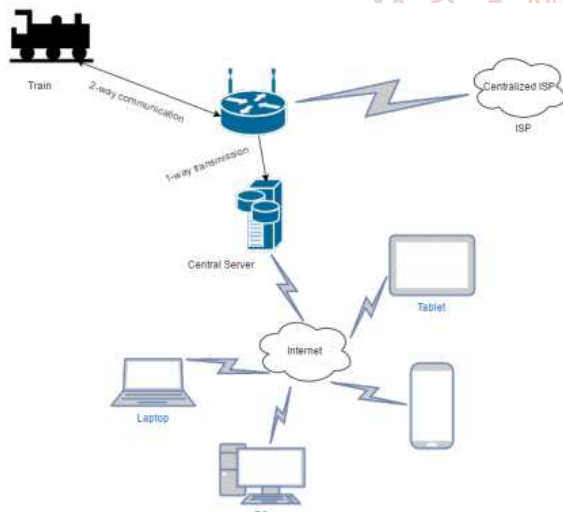 Train
2-way communication
Centralized ISP
ISP
1-way transmission
Central Server
Tablet
Internet
Laptop